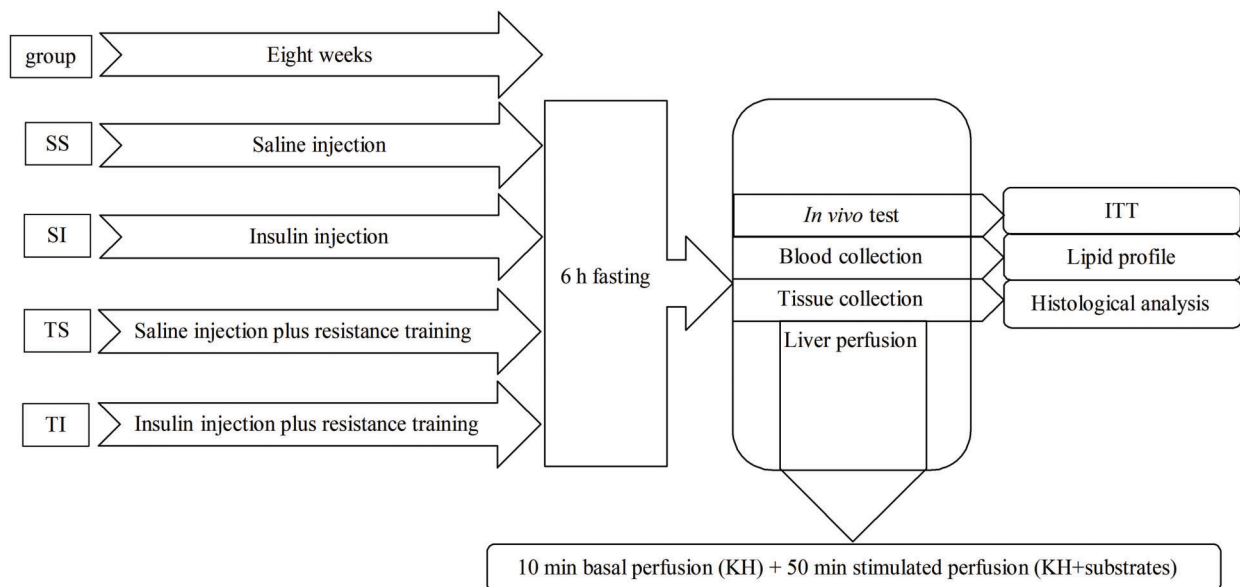 group
Eight weeks
SS
Saline injection
SI
Insulin injection
TS
Saline injection plus resistance training
TI
Insulin injection plus resistance training
6 h fasting
In vivo test
ITT
Blood collection
Lipid profile
Tissue collection
Histological analysis
Liver perfusion
10 min basal perfusion (KH) + 50 min stimulated perfusion (KH+substrates)